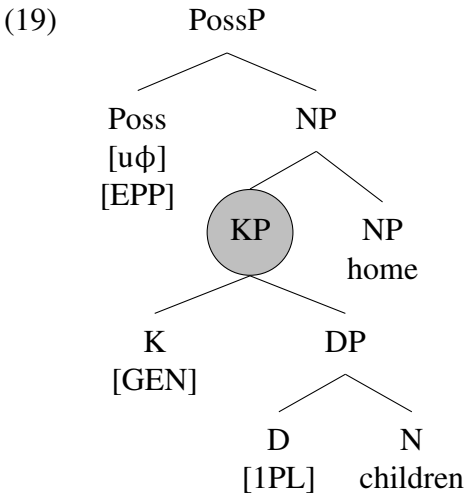 (19) PossP
Poss NP
[uϕ]
[EPP]
KP NP
home
K DP
[GEN]
D N
[1PL] children